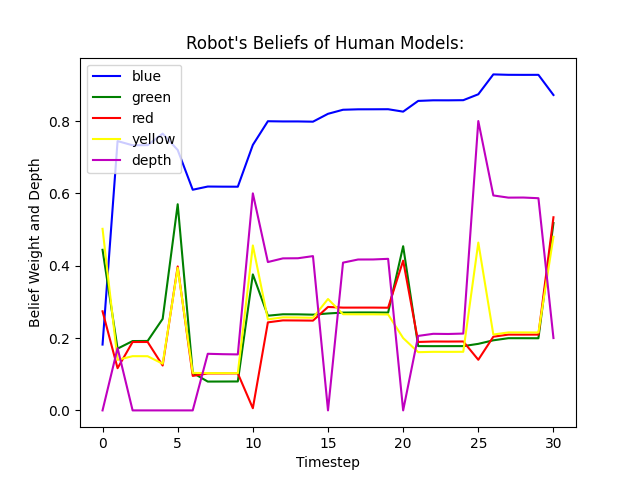 Robot's Beliefs of Human Models:
blue
green
red
yellow
depth
Belief Weight and Depth
0.8
0.6
0.4
0.2
0.0
0 5 10 15 20 25 30
Timestep